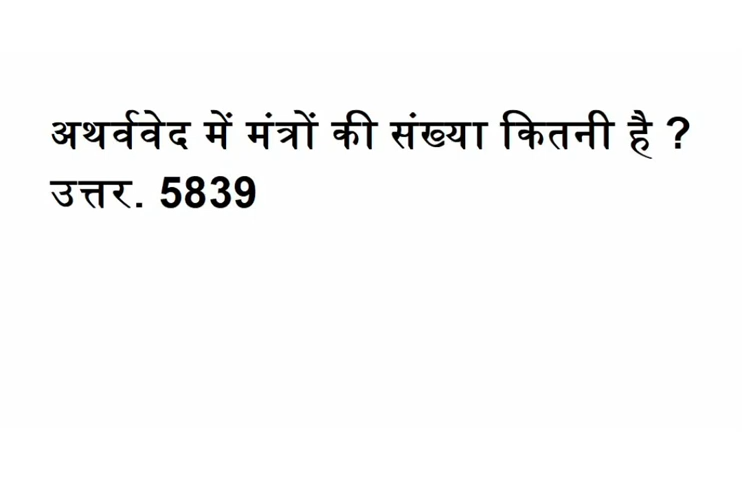 अथर्ववेद में मंत्रों की संख्या कितनी है ?
उत्तर. 5839